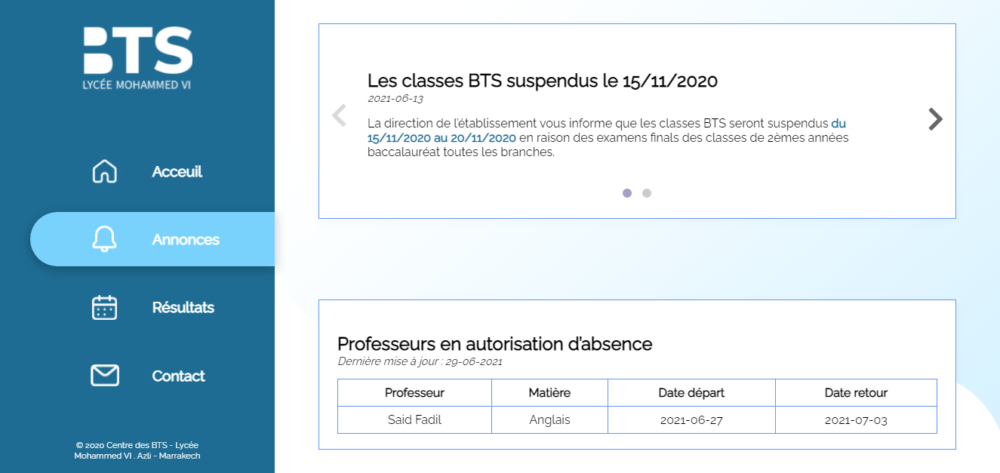 BTS
LYCÉE MOHAMMED VI
Acceuil
Annonces
Résultats
Contact
© 2020 Centre des BTS - Lycée
Mohammed VI . Azli - Marrakech
Les classes BTS suspendus le 15/11/2020
2021-06-13
La direction de l'établissement vous informe que les classes BTS seront suspendus du
15/11/2020 au 20/11/2020 en raison des examens finals des classes de 2èmes années
baccalauréat toutes les branches.
Professeurs en autorisation d'absence
Dernière mise à jour : 29-06-2021
Professeur Matière Date départ Date retour
Said Fadil Anglais 2021-06-27 2021-07-03